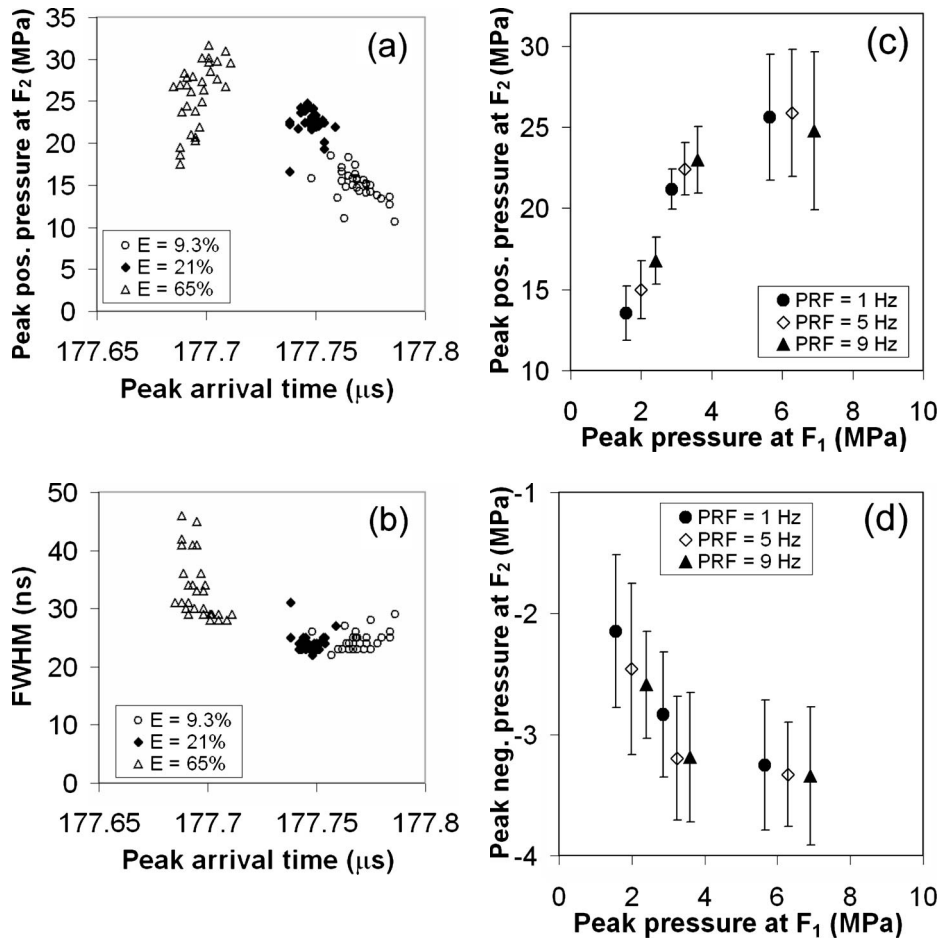 (a)
Peak pos. pressure at F2 (MPa)
35
30
25
20
15
10
5
0
○ E = 9.3%
◆ E = 21%
△ E = 65%
177.65 177.7 177.75 177.8
Peak arrival time (μs)
(c)
Peak pos. pressure at F2 (MPa)
30
25
20
15
10
● PRF = 1 Hz
◇ PRF = 5 Hz
▲ PRF = 9 Hz
0 2 4 6 8 10
Peak pressure at F1 (MPa)
(b)
FWHM (ns)
50
40
30
20
10
0
○ E = 9.3%
◆ E = 21%
△ E = 65%
177.65 177.7 177.75 177.8
Peak arrival time (μs)
(d)
Peak neg. pressure at F2 (MPa)
-1
-2
-3
-4
● PRF = 1 Hz
◇ PRF = 5 Hz
▲ PRF = 9 Hz
0 2 4 6 8 10
Peak pressure at F1 (MPa)